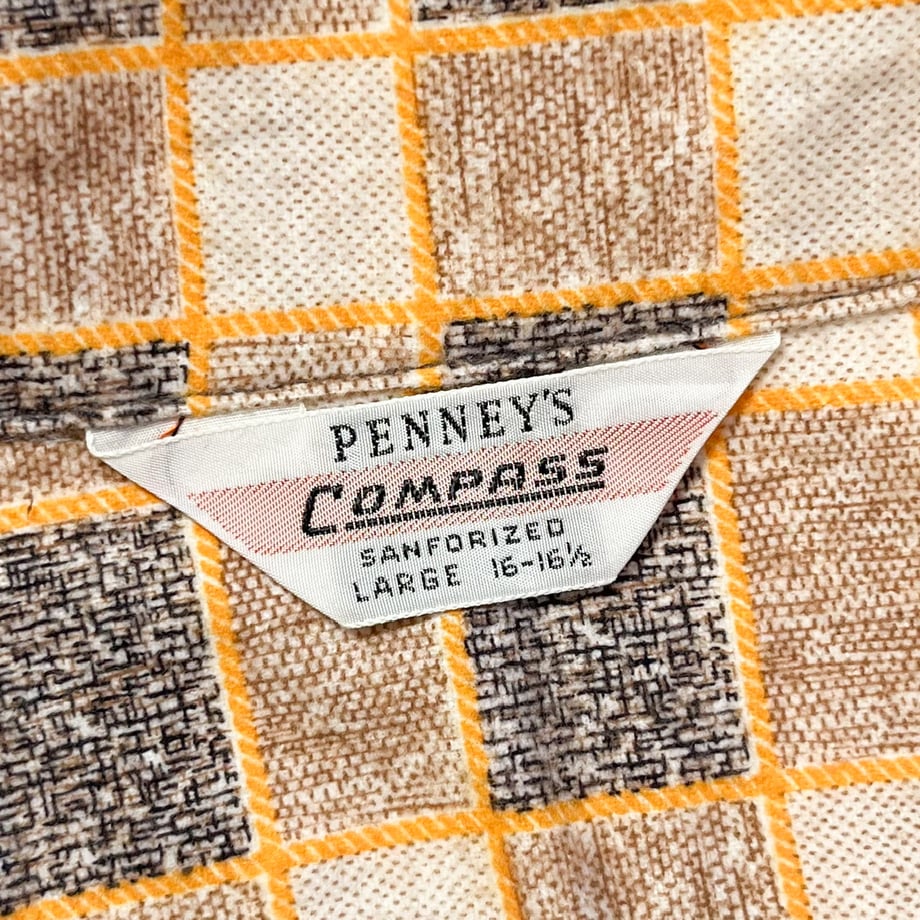 PENNEY'S
COMPASS
SANFORIZED
LARGE 16-16½